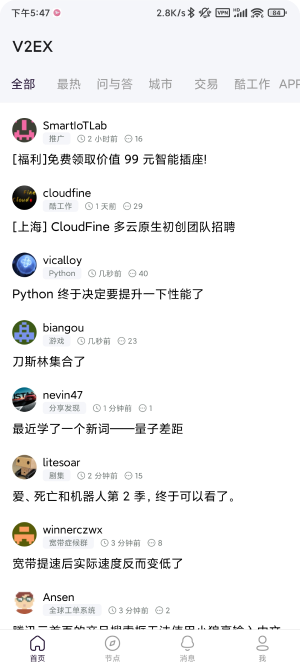 下午5:47 2.8K/s VPN HD 84
V2EX
全部 最热 问与答 城市 交易 酷工作 APP
SmartIoTLab
推广 2 小时前 16
[福利]免费领取价值 99 元智能插座!
cloudfine
酷工作 1 天前 29
[上海] CloudFine 多云原生初创团队招聘
vicalloy
Python 几秒前 40
Python 终于决定要提升一下性能了
biangou
游戏 几秒前 23
刀斯林集合了
nevin47
分享发现 1 分钟前 1
最近学了一个新词——量子差距
litesoar
剧集 2 分钟前 15
爱、死亡和机器人第 2 季，终于可以看了。
winnerczwx
宽带症候群 3 分钟前 8
宽带提速后实际速度反而变低了
Ansen
全球工单系统 3 分钟前 2
首页 节点 消息 我